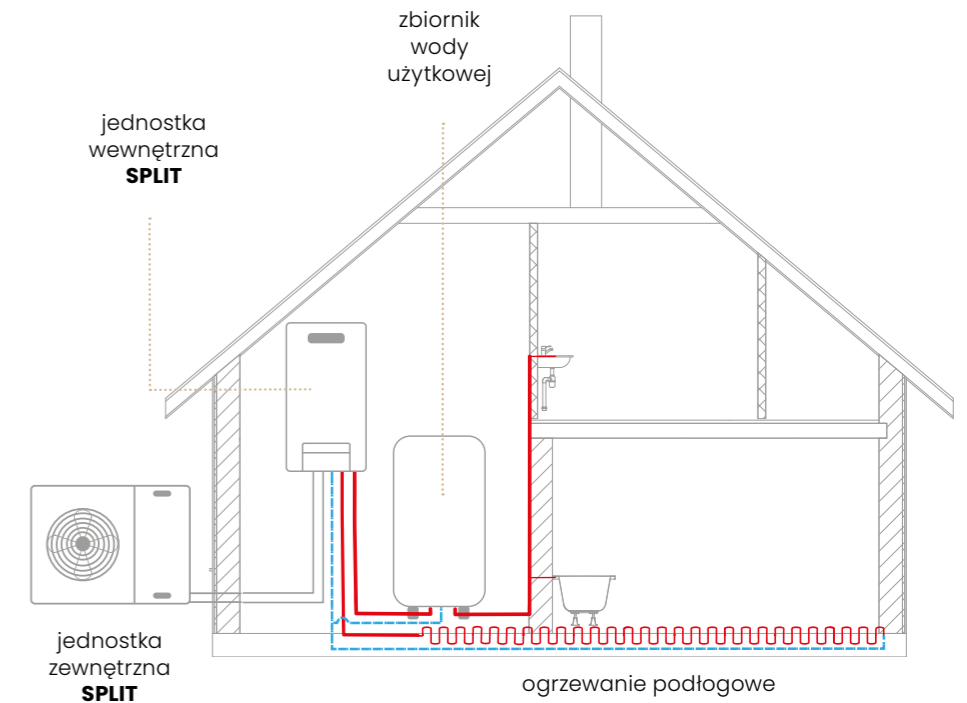 zbiornik
wody
użytkowej
jednostka
wewnętrzna
SPLIT
jednostka
zewnętrzna
SPLIT
ogrzewanie podłogowe